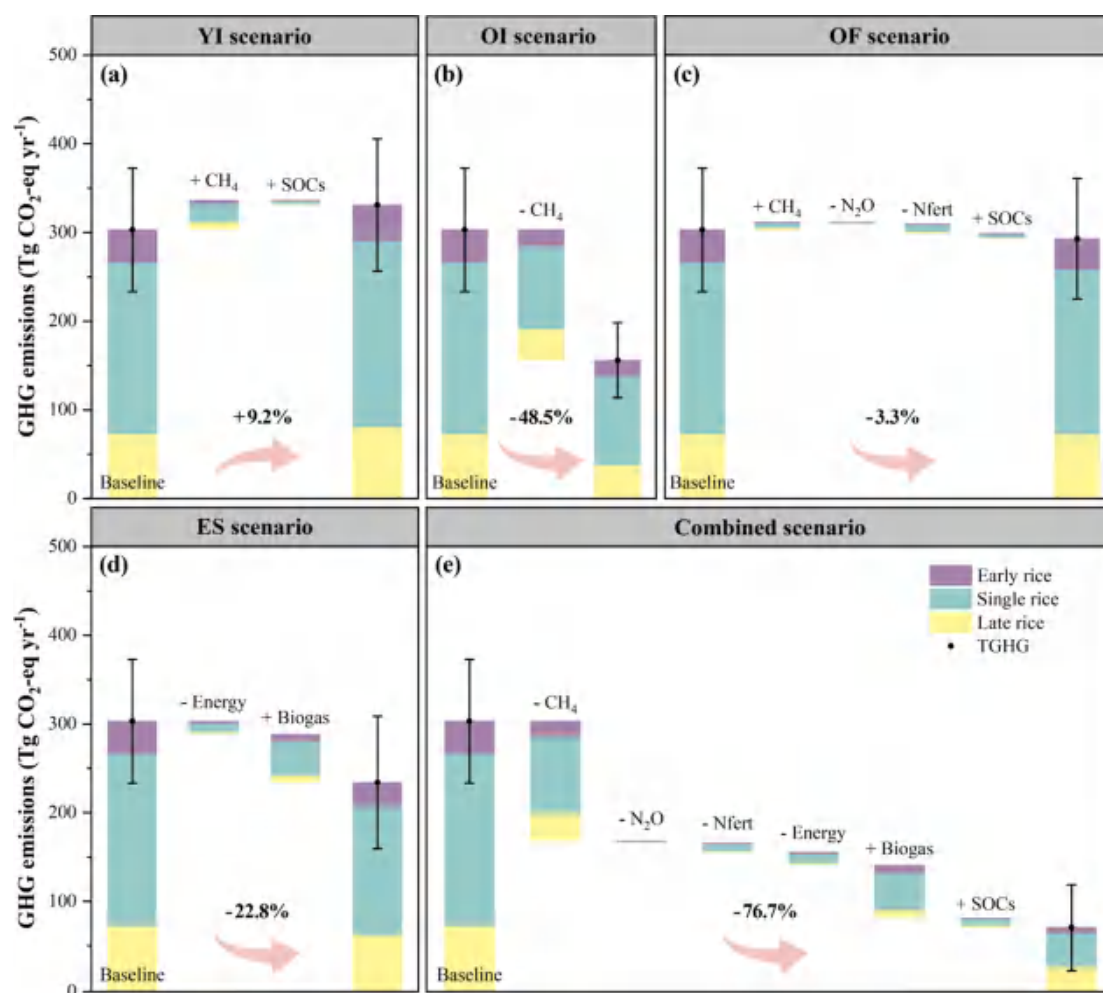 YI scenario
OI scenario
OF scenario
GHG emissions (Tg CO₂-eq yr⁻¹)
500
400
300
200
100
0
(a)
+ CH₄
+ SOCs
+9.2%
Baseline
(b)
- CH₄
-48.5%
Baseline
(c)
+ CH₄
- N₂O
- Nfert
+ SOCs
-3.3%
Baseline
ES scenario
Combined scenario
GHG emissions (Tg CO₂-eq yr⁻¹)
500
400
300
200
100
0
(d)
- Energy
+ Biogas
-22.8%
Baseline
(e)
Early rice
Single rice
Late rice
TGHG
- CH₄
- N₂O
- Nfert
- Energy
+ Biogas
+ SOCs
-76.7%
Baseline